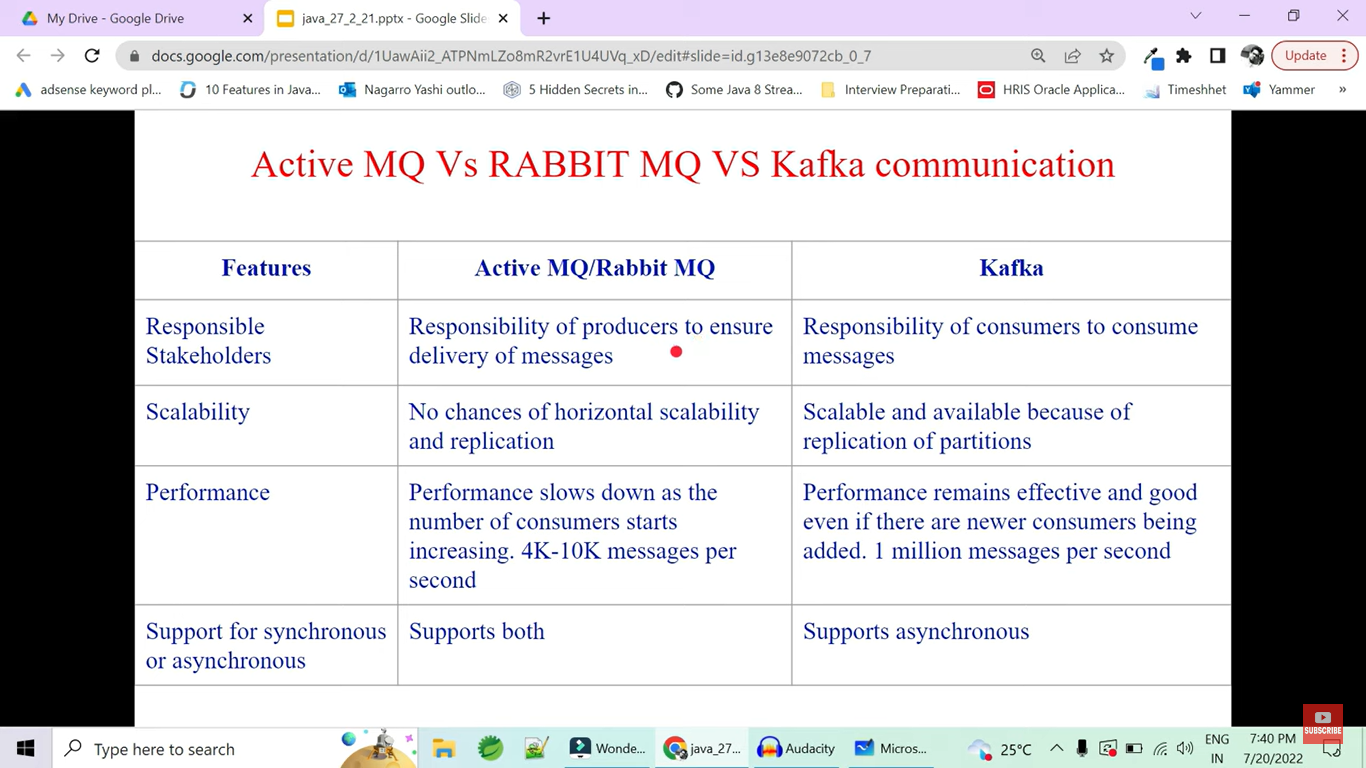 My Drive - Google Drive
java_27_2_21.pptx - Google Slide
docs.google.com/presentation/d/1UawAii2_ATPNmLZo8mR2vrE1U4UVq_xD/edit#slide=id.g13e8e9072cb_0_7
Update
adsense keyword pl...
10 Features in Java...
Nagarro Yashi outlo...
5 Hidden Secrets in...
Some Java 8 Strea...
Interview Preparati...
HRIS Oracle Applica...
Timeshhet
Yammer
»
Active MQ Vs RABBIT MQ VS Kafka communication
Features
Active MQ/Rabbit MQ
Kafka
Responsible
Stakeholders
Responsibility of producers to ensure
delivery of messages
Responsibility of consumers to consume
messages
Scalability
No chances of horizontal scalability
and replication
Scalable and available because of
replication of partitions
Performance
Performance slows down as the
number of consumers starts
increasing. 4K-10K messages per
second
Performance remains effective and good
even if there are newer consumers being
added. 1 million messages per second
Support for synchronous
or asynchronous
Supports both
Supports asynchronous
SUBSCRIBE
Type here to search
Wonde...
java_27...
Audacity
Micros...
25°C
ENG
IN
7:40 PM
7/20/2022